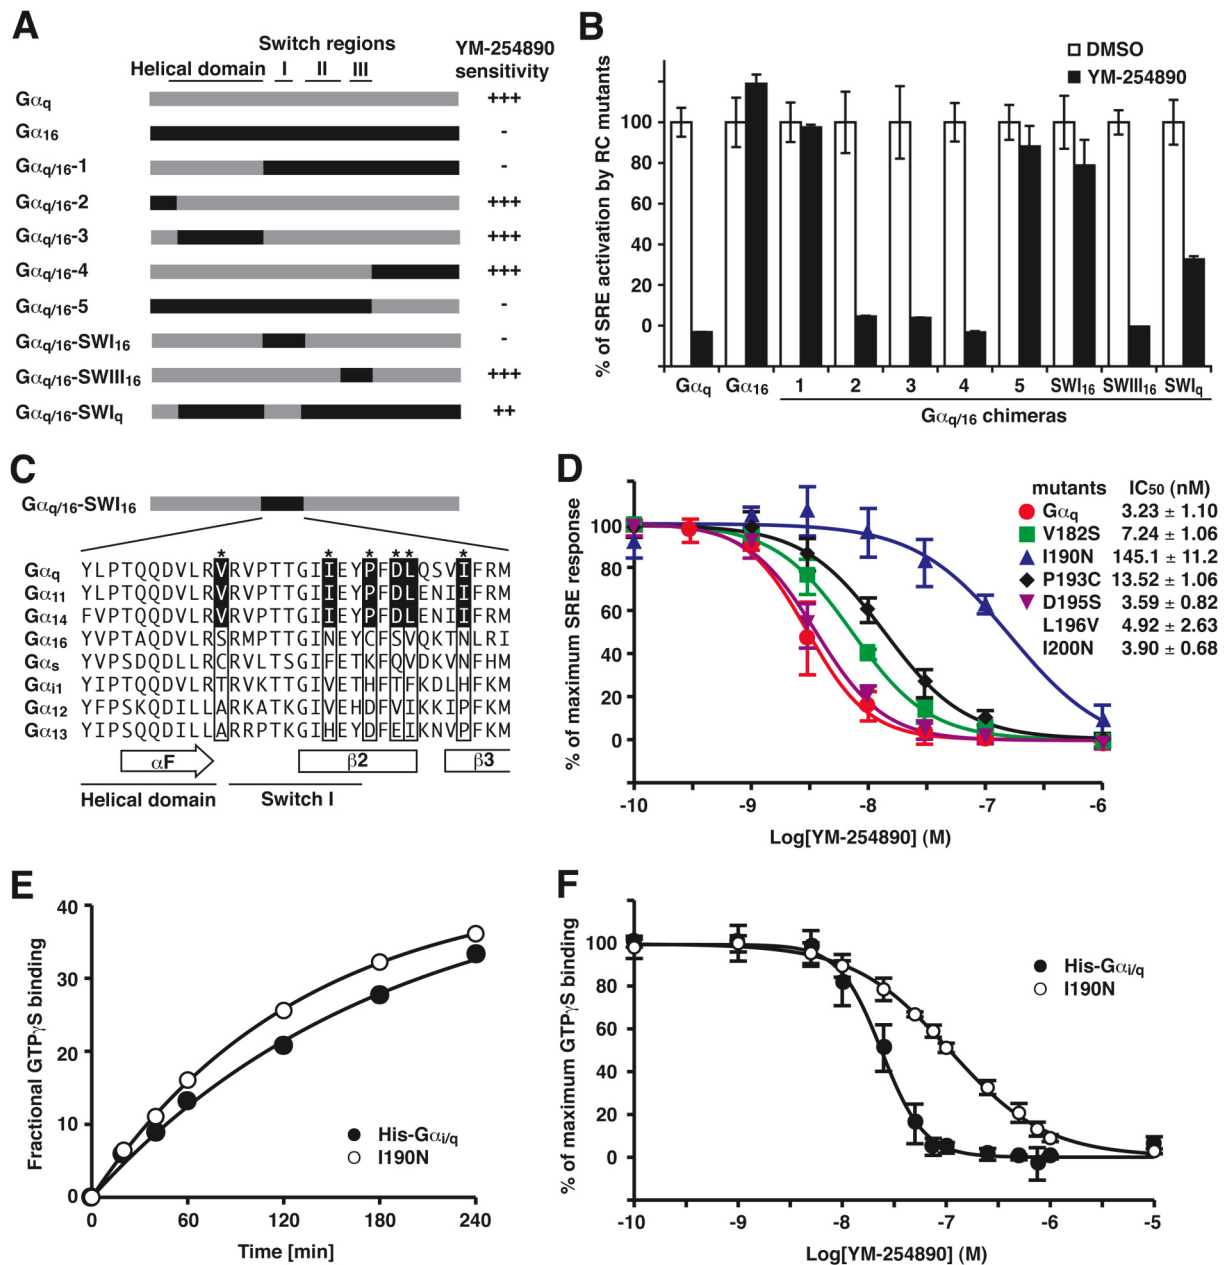 A
Switch regions
Helical domain I II III
YM-254890 sensitivity
Gαq +++
Gα16 -
Gαq/16-1 -
Gαq/16-2 +++
Gαq/16-3 +++
Gαq/16-4 +++
Gαq/16-5 -
Gαq/16-SWI16 -
Gαq/16-SWIII16 +++
Gαq/16-SWIq ++
B
DMSO
YM-254890
% of SRE activation by RC mutants
100
80
60
40
20
0
Gαq Gα16 1 2 3 4 5 SWI16 SWIII16 SWIq
Gαq/16 chimeras
C
Gαq/16-SWI16
* * * * * *
Gαq YLPTQQDVLRVRVPTTGIIEYPFDLQSVIFRM
Gα11 YLPTQQDVLRVRVPTTGIIEYPFDLENIIFRM
Gα14 FVPTQQDVLRVRVPTTGIIEYPFDLENIIFRM
Gα16 YVPTAQDVLRSRMPTTGINEYCFSVQKTNLRI
Gαs YVPSDQDLLRCRVLTSGIFETKFQVDKVNFHM
Gαi1 YIPTQQDVLRTRVKTTGIVETHFTFKDLHFKM
Gα12 YFPSKQDILLARKATKGIVEHDFVIKKIPFKM
Gα13 YIPSQQDILLARRPTKGIHEYDFEIKNVPFKM
αF β2 β3
Helical domain Switch I
D
% of maximum SRE response
100
80
60
40
20
0
-10 -9 -8 -7 -6
Log[YM-254890] (M)
mutants IC50 (nM)
Gαq 3.23 ± 1.10
V182S 7.24 ± 1.06
I190N 145.1 ± 11.2
P193C 13.52 ± 1.06
D195S 3.59 ± 0.82
L196V 4.92 ± 2.63
I200N 3.90 ± 0.68
E
Fractional GTPγS binding
40
30
20
10
0
0 60 120 180 240
Time [min]
His-Gαi/q
I190N
F
% of maximum GTPγS binding
100
80
60
40
20
0
-10 -9 -8 -7 -6 -5
Log[YM-254890] (M)
His-Gαi/q
I190N